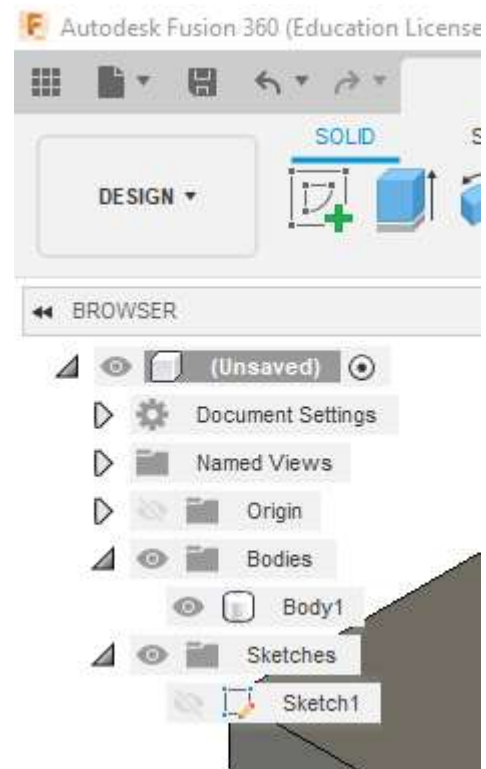 Autodesk Fusion 360 (Education License
SOLID
DESIGN
BROWSER
(Unsaved)
Document Settings
Named Views
Origin
Bodies
Body1
Sketches
Sketch1